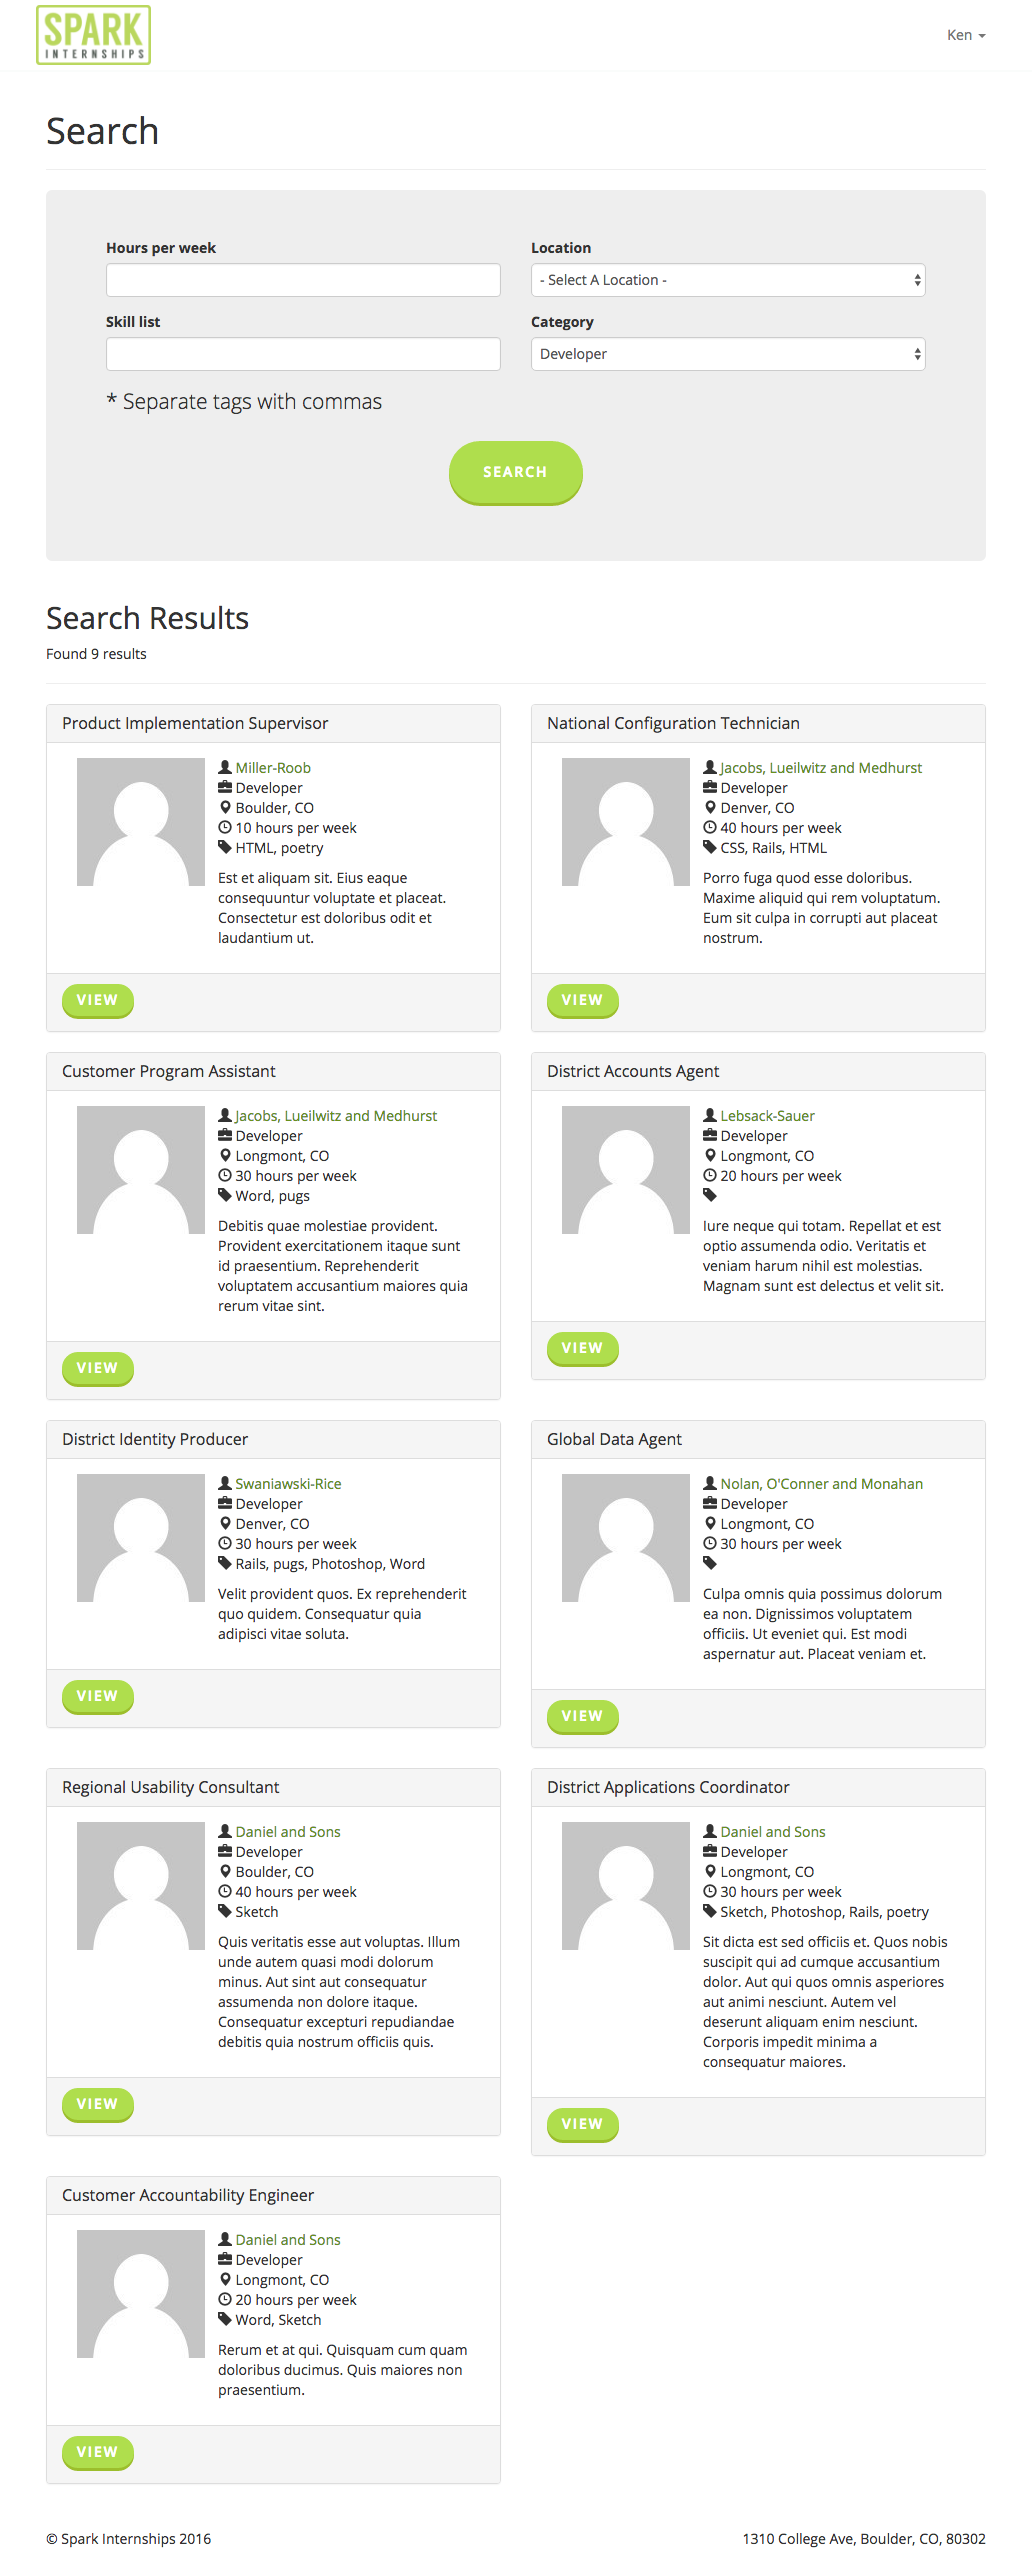 SPARK
INTERNSHIPS
Ken
Search
Hours per week
Location
- Select A Location -
Skill list
Category
Developer
* Separate tags with commas
SEARCH
Search Results
Found 9 results
Product Implementation Supervisor
Miller-Roob
Developer
Boulder, CO
10 hours per week
HTML, poetry
Est et aliquam sit. Eius eaque
consequuntur voluptate et placeat.
Consectetur est doloribus odit et
laudantium ut.
VIEW
National Configuration Technician
Jacobs, Lueilwitz and Medhurst
Developer
Denver, CO
40 hours per week
CSS, Rails, HTML
Porro fuga quod esse doloribus.
Maxime aliquid qui rem voluptatum.
Eum sit culpa in corrupti aut placeat
nostrum.
VIEW
Customer Program Assistant
Jacobs, Lueilwitz and Medhurst
Developer
Longmont, CO
30 hours per week
Word, pugs
Debitis quae molestiae provident.
Provident exercitationem itaque sunt
id praesentium. Reprehenderit
voluptatem accusantium maiores quia
rerum vitae sint.
VIEW
District Accounts Agent
Lebsack-Sauer
Developer
Longmont, CO
20 hours per week
Iure neque qui totam. Repellat et est
optio assumenda odio. Veritatis et
veniam harum nihil est molestias.
Magnam sunt est delectus et velit sit.
VIEW
District Identity Producer
Swaniawski-Rice
Developer
Denver, CO
30 hours per week
Rails, pugs, Photoshop, Word
Velit provident quos. Ex reprehenderit
quo quidem. Consequatur quia
adipisci vitae soluta.
VIEW
Global Data Agent
Nolan, O'Conner and Monahan
Developer
Longmont, CO
30 hours per week
Culpa omnis quia possimus dolorum
ea non. Dignissimos voluptatem
officiis. Ut eveniet qui. Est modi
aspernatur aut. Placeat veniam et.
VIEW
Regional Usability Consultant
Daniel and Sons
Developer
Boulder, CO
40 hours per week
Sketch
Quis veritatis esse aut voluptas. Illum
unde autem quasi modi dolorum
minus. Aut sint aut consequatur
assumenda non dolore itaque.
Consequatur excepturi repudiandae
debitis quia nostrum officiis quis.
VIEW
District Applications Coordinator
Daniel and Sons
Developer
Longmont, CO
30 hours per week
Sketch, Photoshop, Rails, poetry
Sit dicta est sed officiis et. Quos nobis
suscipit qui ad cumque accusantium
dolor. Aut qui quos omnis asperiores
aut animi nesciunt. Autem vel
deserunt aliquam enim nesciunt.
Corporis impedit minima a
consequatur maiores.
VIEW
Customer Accountability Engineer
Daniel and Sons
Developer
Longmont, CO
20 hours per week
Word, Sketch
Rerum et at qui. Quisquam cum quam
doloribus ducimus. Quis maiores non
praesentium.
VIEW
© Spark Internships 2016
1310 College Ave, Boulder, CO, 80302